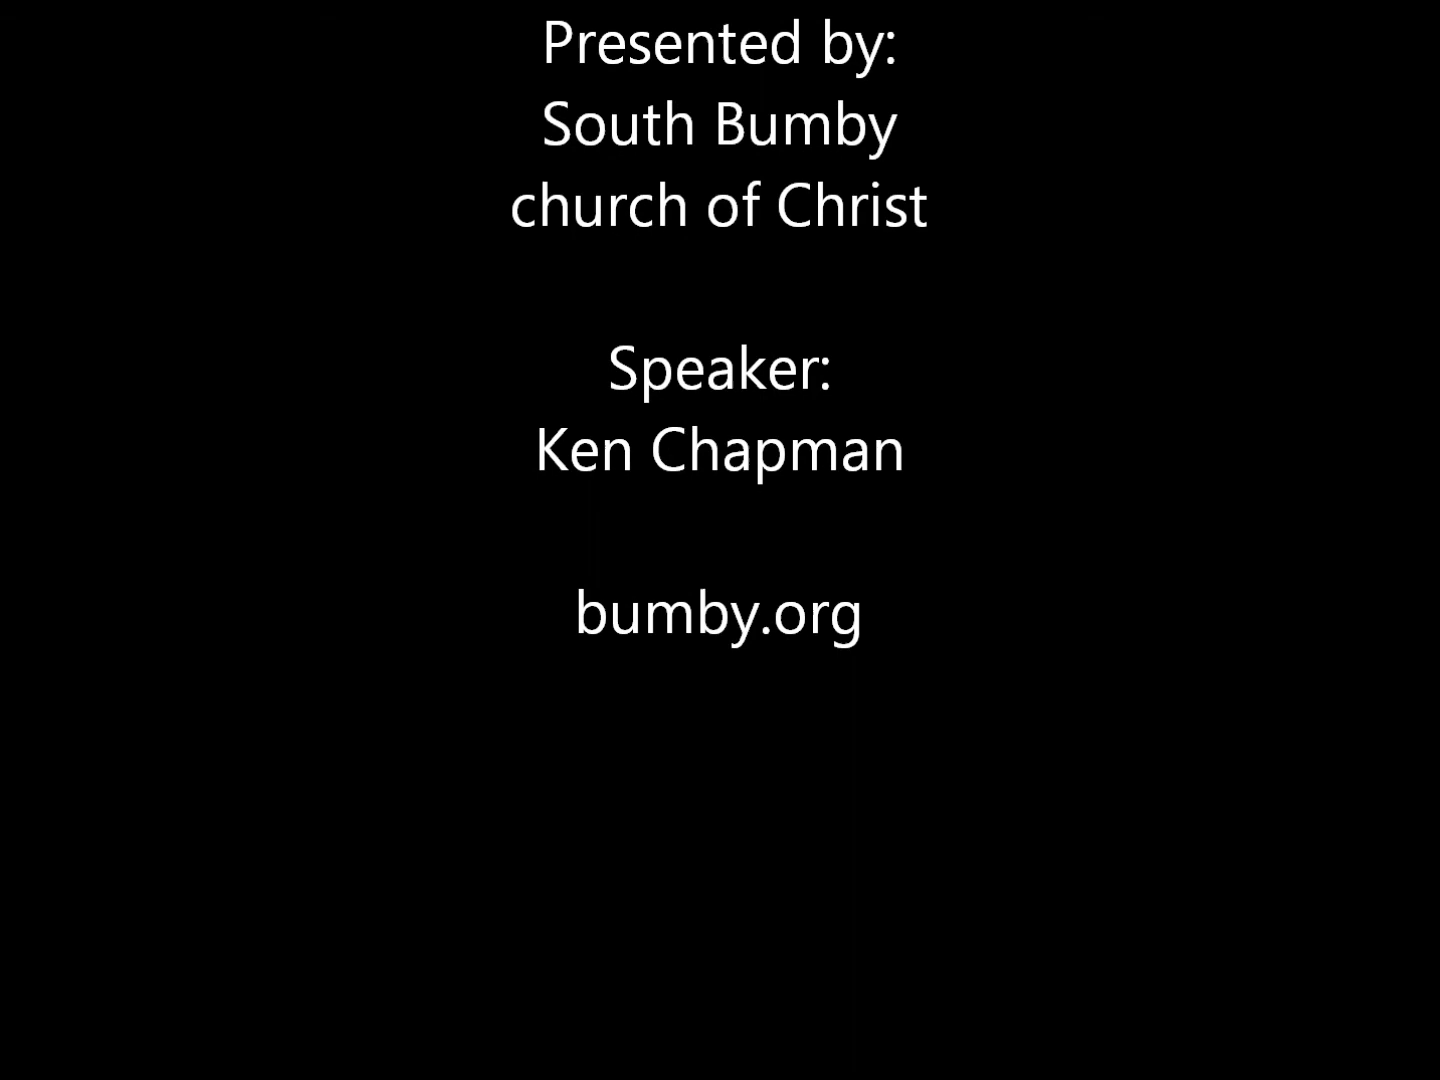 Presented by:
South Bumby
church of Christ
Speaker:
Ken Chapman
bumby.org